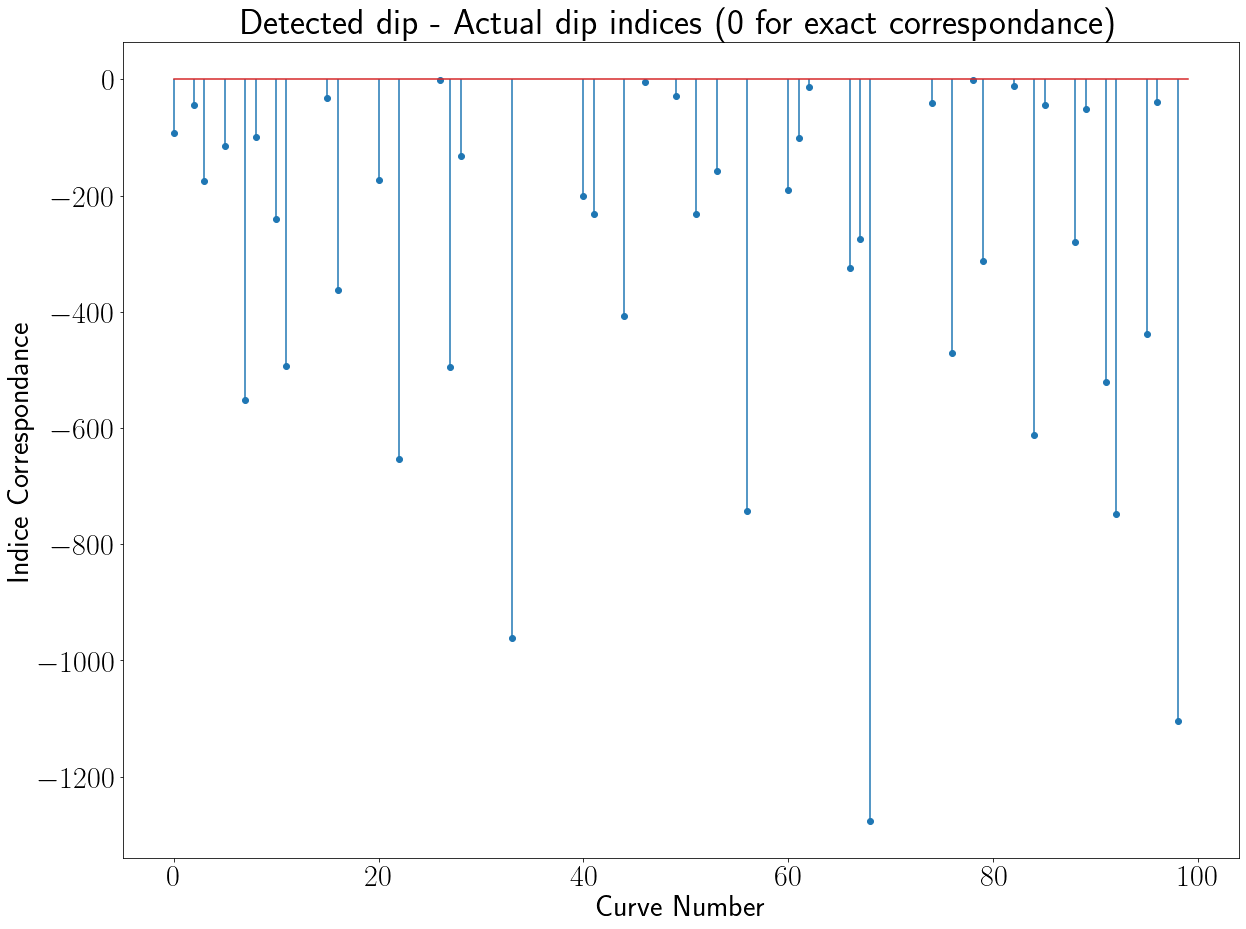 Detected dip - Actual dip indices (0 for exact correspondance)
0
−200
−400
−600
−800
−1000
−1200
Indice Correspondance
0 20 40 60 80 100
Curve Number